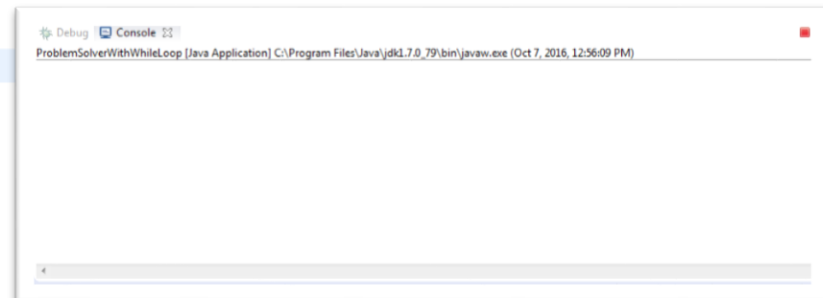 Debug Console
ProblemSolverWithWhileLoop [Java Application] C:\Program Files\Java\jdk1.7.0_79\bin\javaw.exe (Oct 7, 2016, 12:56:09 PM)